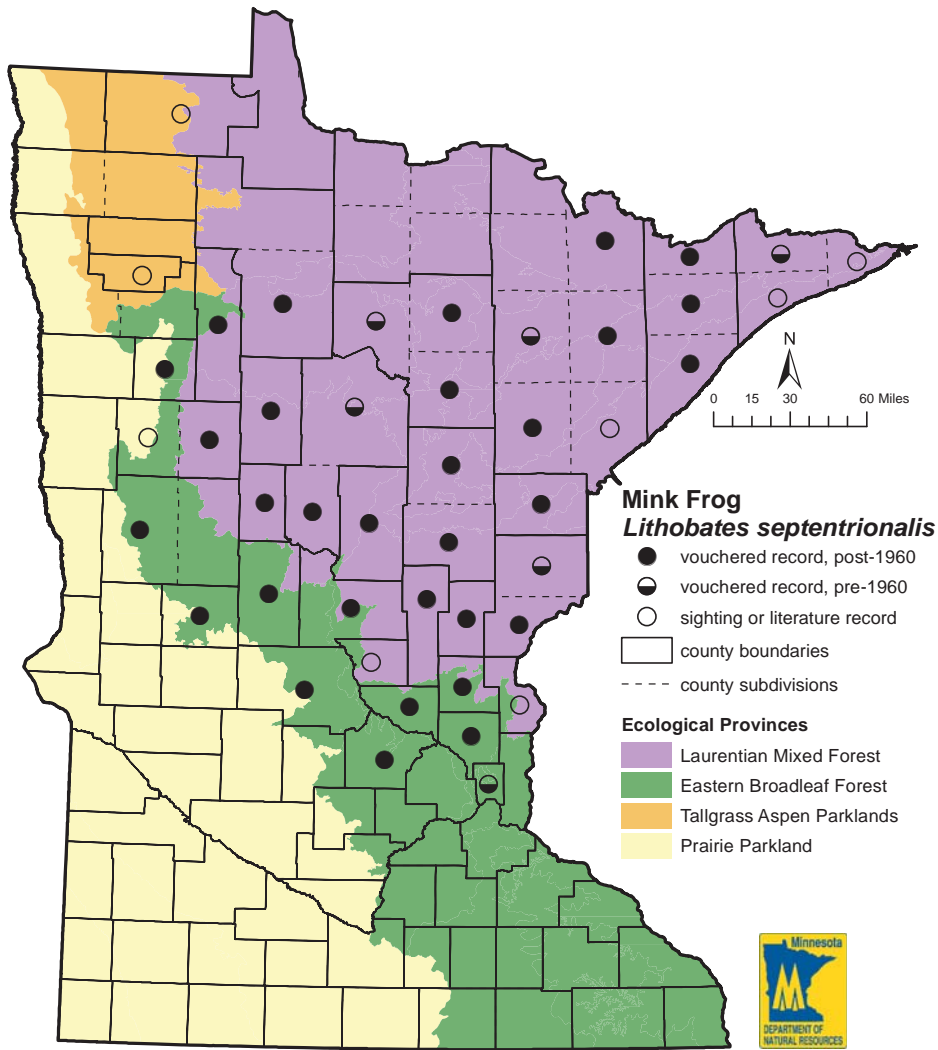 N
0 15 30 60 Miles
Mink Frog
Lithobates septentrionalis
vouchered record, post-1960
vouchered record, pre-1960
sighting or literature record
county boundaries
county subdivisions
Ecological Provinces
Laurentian Mixed Forest
Eastern Broadleaf Forest
Tallgrass Aspen Parklands
Prairie Parkland
Minnesota
M
DEPARTMENT OF
NATURAL RESOURCES